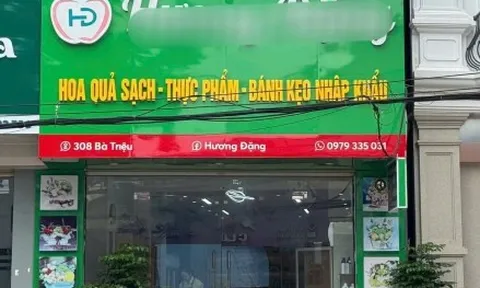 HD
HOA QUẢ SẠCH - THỰC PHẨM - BÁNH KẸO NHẬP KHẨU
308 Bà Triệu Hương Đặng 0979 335 031